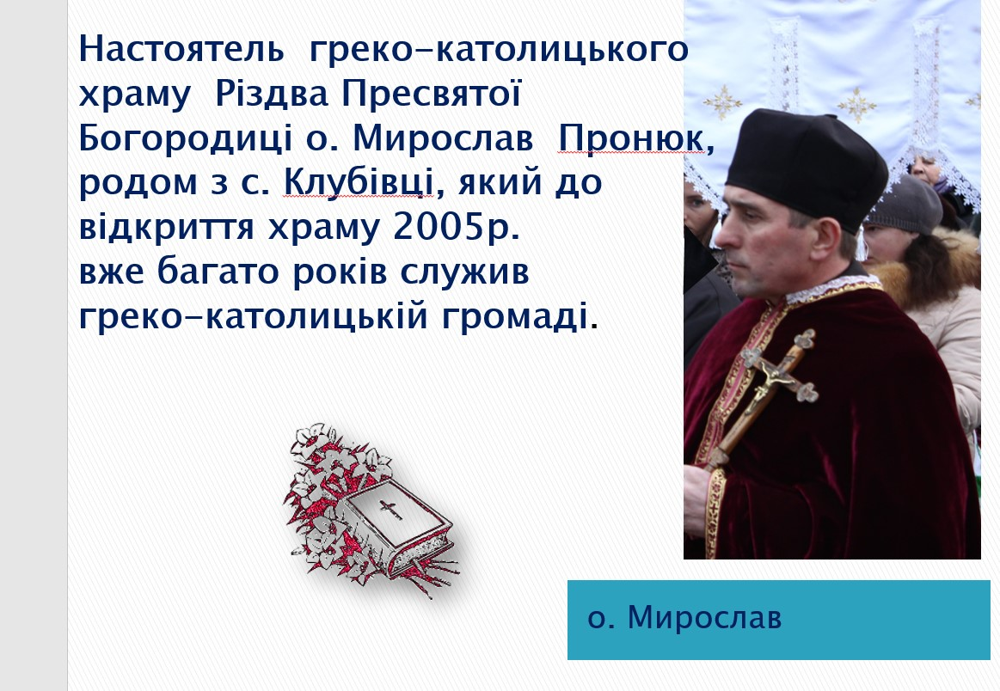 Настоятель греко-католицького
храму Різдва Пресвятої
Богородиці о. Мирослав Пронюк,
родом з с. Клубівці, який до
відкриття храму 2005р.
вже багато років служив
греко-католицькій громаді.
о. Мирослав